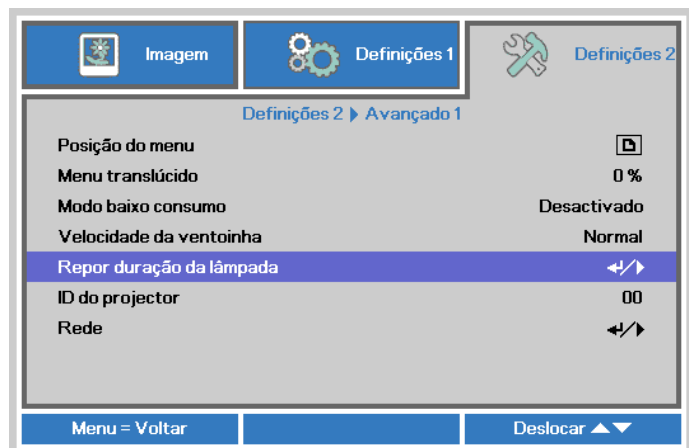 Imagem Definições 1 Definições 2
Definições 2 Avançado 1
Posição do menu
Menu translúcido 0 %
Modo baixo consumo Desactivado
Velocidade da ventoinha Normal
Repor duração da lâmpada
ID do projector 00
Rede
Menu = Voltar Deslocar